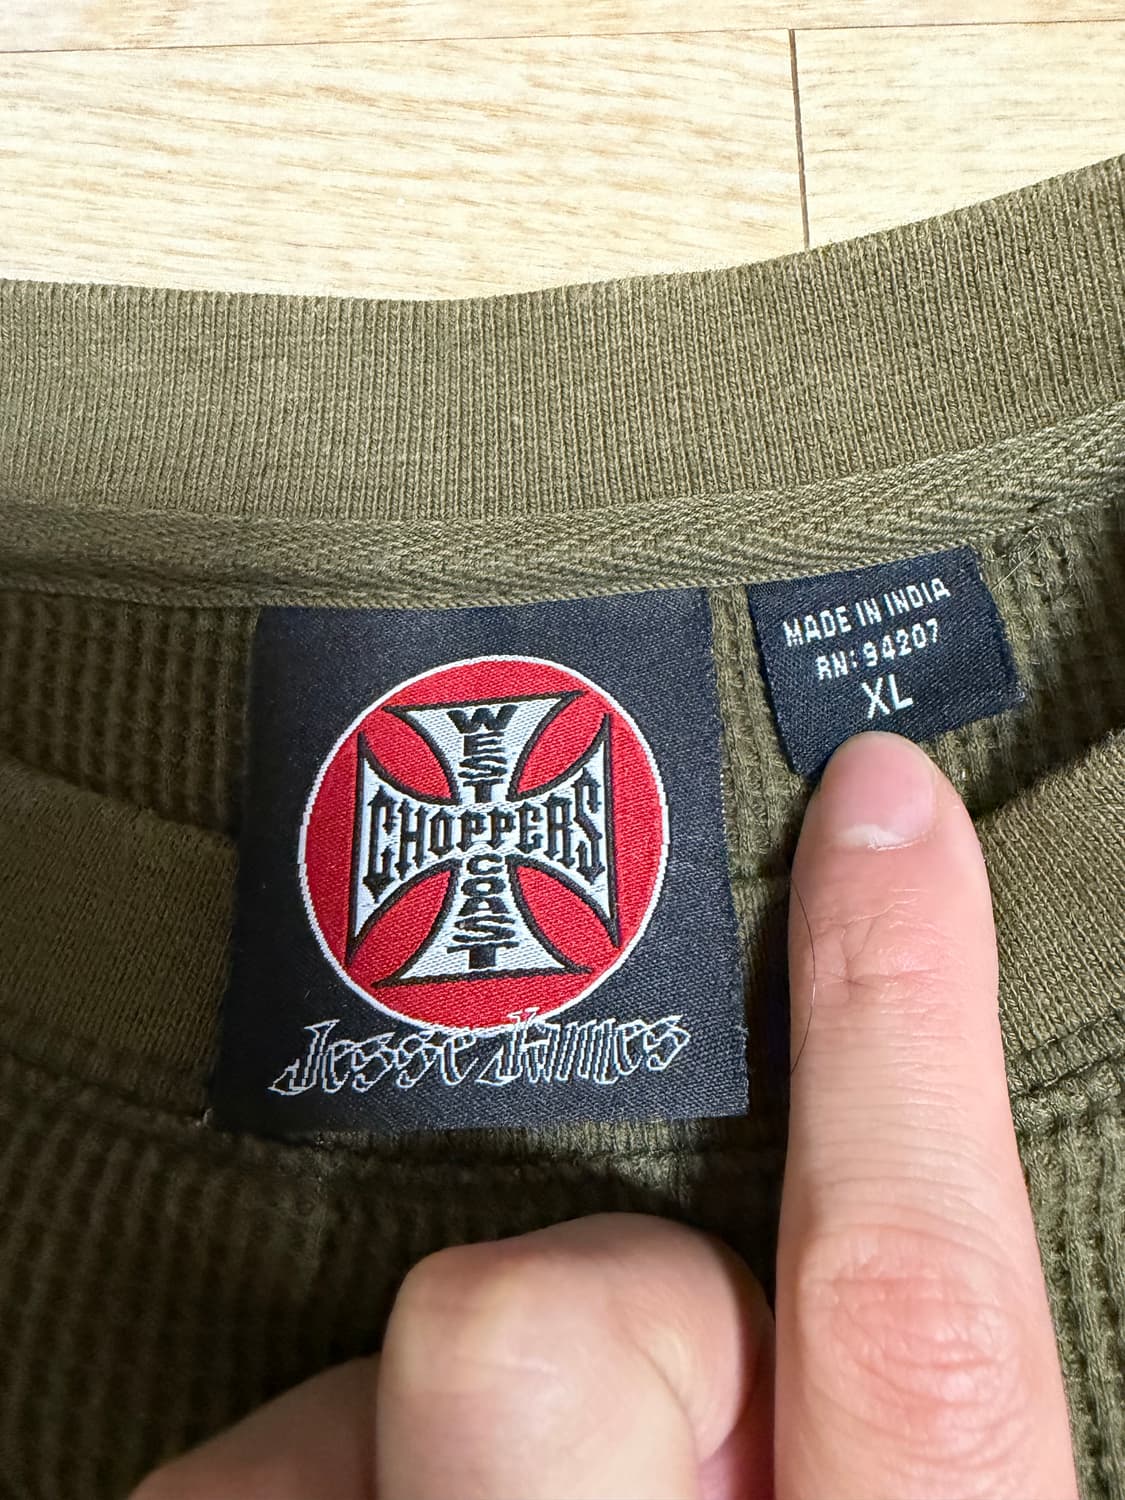 WEST
CHOPPERS
COAST
Jesse James
MADE IN INDIA
RN: 94207
XL